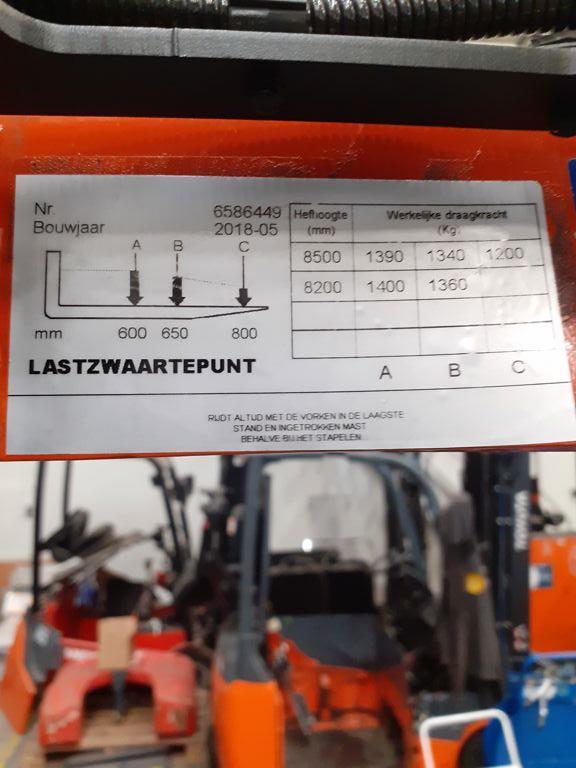 Nr. 6586449
Bouwjaar 2018-05
A B C
mm 600 650 800
LASTZWAARTEPUNT
Hefhoogte (mm) Werkelijke draagkracht (Kg)
8500 1390 1340 1200
8200 1400 1360
A B C
RIJDT ALTIJD MET DE VORKEN IN DE LAAGSTE
STAND EN INGETROKKEN MAST
BEHALVE BIJ HET STAPELEN